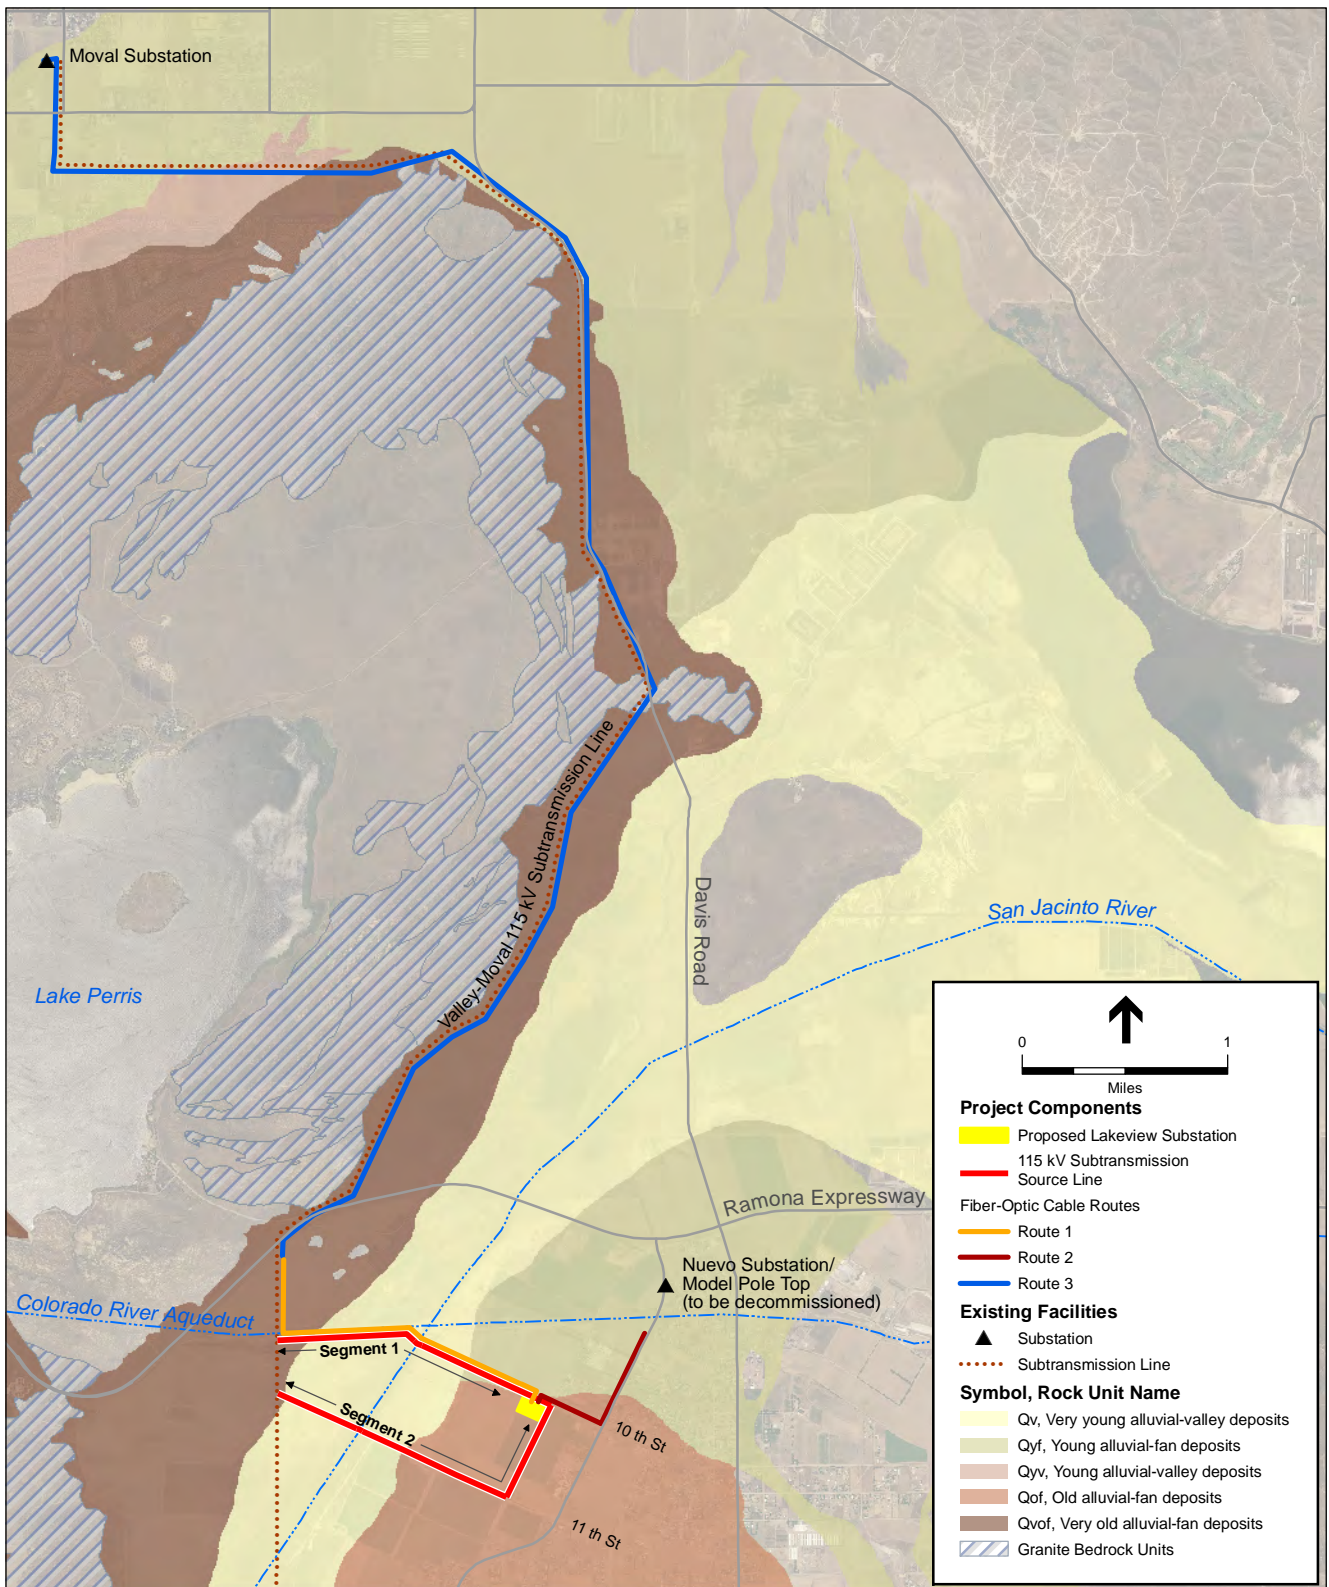 Moval Substation
Valley-Moval 115 kV Subtransmission Line
Davis Road
San Jacinto River
Lake Perris
Ramona Expressway
Nuevo Substation/
Model Pole Top
(to be decommissioned)
Colorado River Aqueduct
Segment 1
Segment 2
10 th St
11 th St
0 1
Miles
Project Components
Proposed Lakeview Substation
115 kV Subtransmission
Source Line
Fiber-Optic Cable Routes
Route 1
Route 2
Route 3
Existing Facilities
Substation
Subtransmission Line
Symbol, Rock Unit Name
Qv, Very young alluvial-valley deposits
Qyf, Young alluvial-fan deposits
Qyv, Young alluvial-valley deposits
Qof, Old alluvial-fan deposits
Qvof, Very old alluvial-fan deposits
Granite Bedrock Units